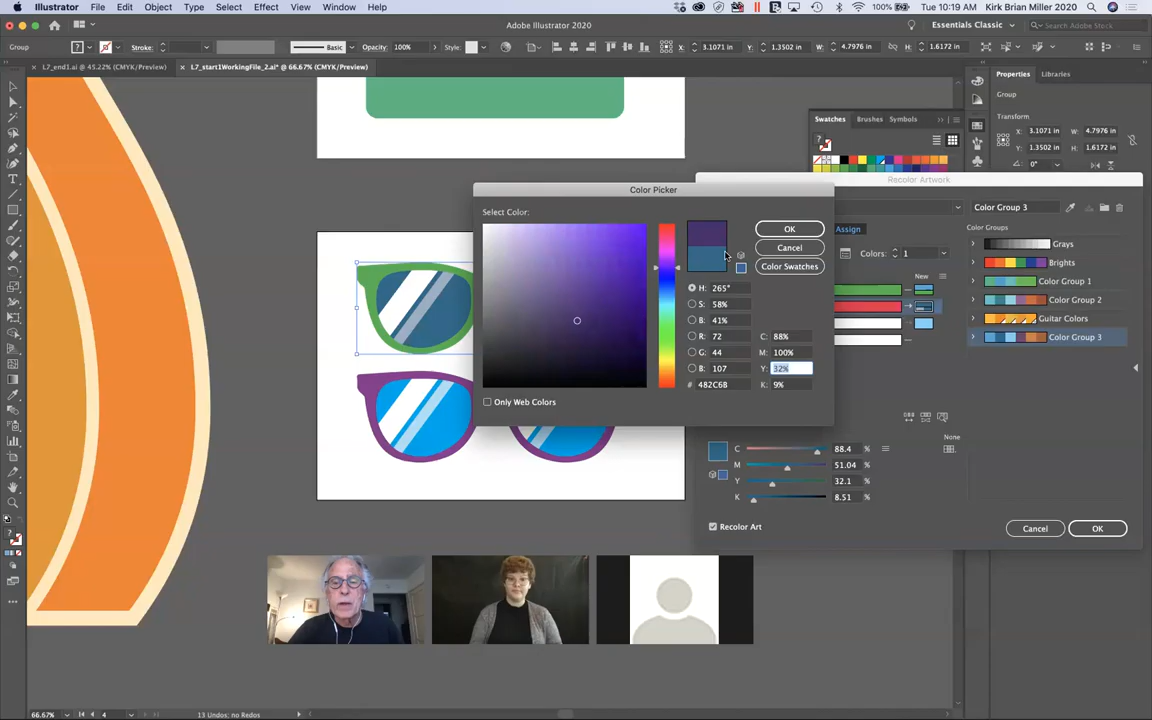 Illustrator File Edit Object Type Select Effect View Window Help 100% Tue 10:19 AM Kirk Brian Miller 2020
Adobe Illustrator 2020 Essentials Classic Search Adobe Stock
Group Stroke: Basic Opacity: 100% Style: X: 3.1071 in Y: 1.3502 in W: 4.7976 in H: 1.6172 in
L7_end1.ai @ 45.22% (CMYK/Preview) L7_start1WorkingFile_2.ai* @ 66.67% (CMYK/Preview) Properties Libraries
Group
Transform
Swatches Brushes Symbols
X: 3.1071 in W: 4.7976 in
Y: 1.3502 in H: 1.6172 in
0°
Recolor Artwork
Color Picker
Color Group 3
Select Color:
OK
Assign
Color Groups
Cancel
Colors: 1
Grays
Color Swatches
Brights
New
H: 265°
Color Group 1
S: 58%
Color Group 2
B: 41%
Guitar Colors
R: 72 C: 88%
Color Group 3
G: 44 M: 100%
B: 107 Y: 32%
# 482C6B K: 9%
Only Web Colors
None
C 88.4 %
M 51.04 %
Y 32.1 %
K 8.51 %
Recolor Art
Cancel OK
66.67% 4 13 Undos: no Redos